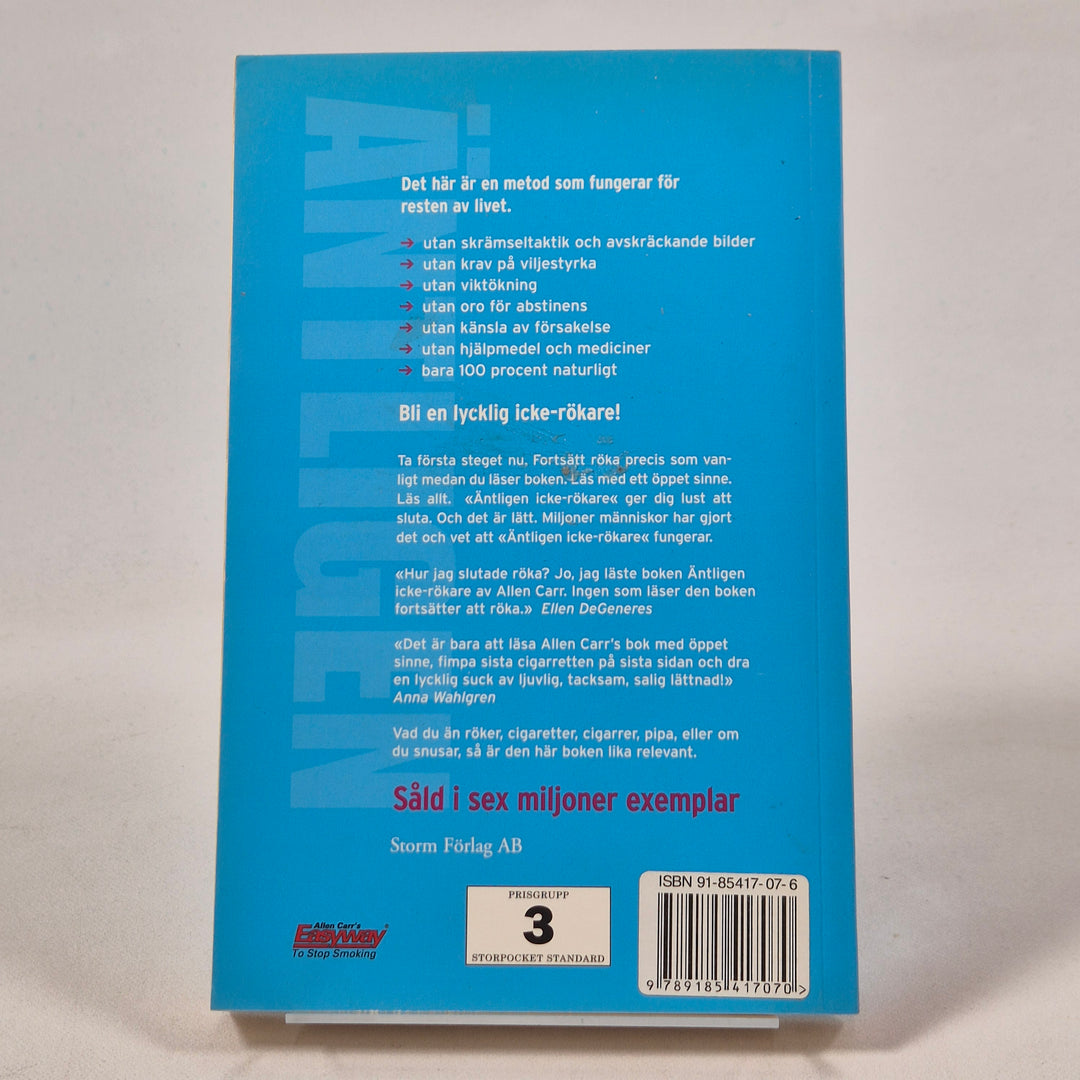 ÄNTLIGEN
Det här är en metod som fungerar för
resten av livet.
→ utan skrämseltaktik och avskräckande bilder
→ utan krav på viljestyrka
→ utan viktökning
→ utan oro för abstinens
→ utan känsla av försakelse
→ utan hjälpmedel och mediciner
→ bara 100 procent naturligt
Bli en lycklig icke-rökare!
Ta första steget nu. Fortsätt röka precis som van-
ligt medan du läser boken. Läs med ett öppet sinne.
Läs allt. «Äntligen icke-rökare« ger dig lust att
sluta. Och det är lätt. Miljoner människor har gjort
det och vet att «Äntligen icke-rökare« fungerar.
«Hur jag slutade röka? Jo, jag läste boken Äntligen
icke-rökare av Allen Carr. Ingen som läser den boken
fortsätter att röka.» Ellen DeGeneres
«Det är bara att läsa Allen Carr's bok med öppet
sinne, fimpa sista cigarretten på sista sidan och dra
en lycklig suck av ljuvlig, tacksam, salig lättnad!»
Anna Wahlgren
Vad du än röker, cigaretter, cigarrer, pipa, eller om
du snusar, så är den här boken lika relevant.
Såld i sex miljoner exemplar
Storm Förlag AB
Allen Carr's
Easyway®
To Stop Smoking
PRISGRUPP
3
STORPOCKET STANDARD
ISBN 91-85417-07-6
9 789185 417070 >